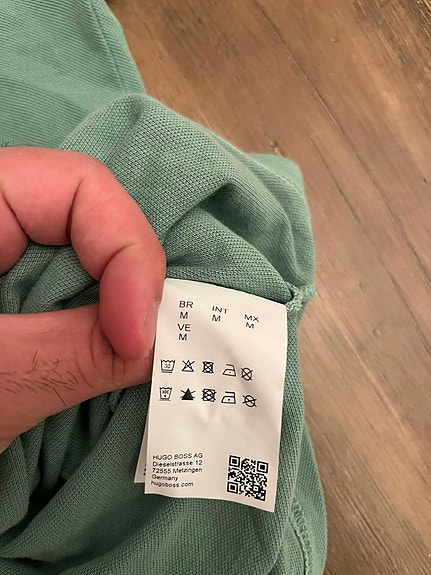 BR INT MX
M M M
VE
M
HUGO BOSS AG
Dieselstrasse 12
72555 Metzingen
Germany
hugoboss.com